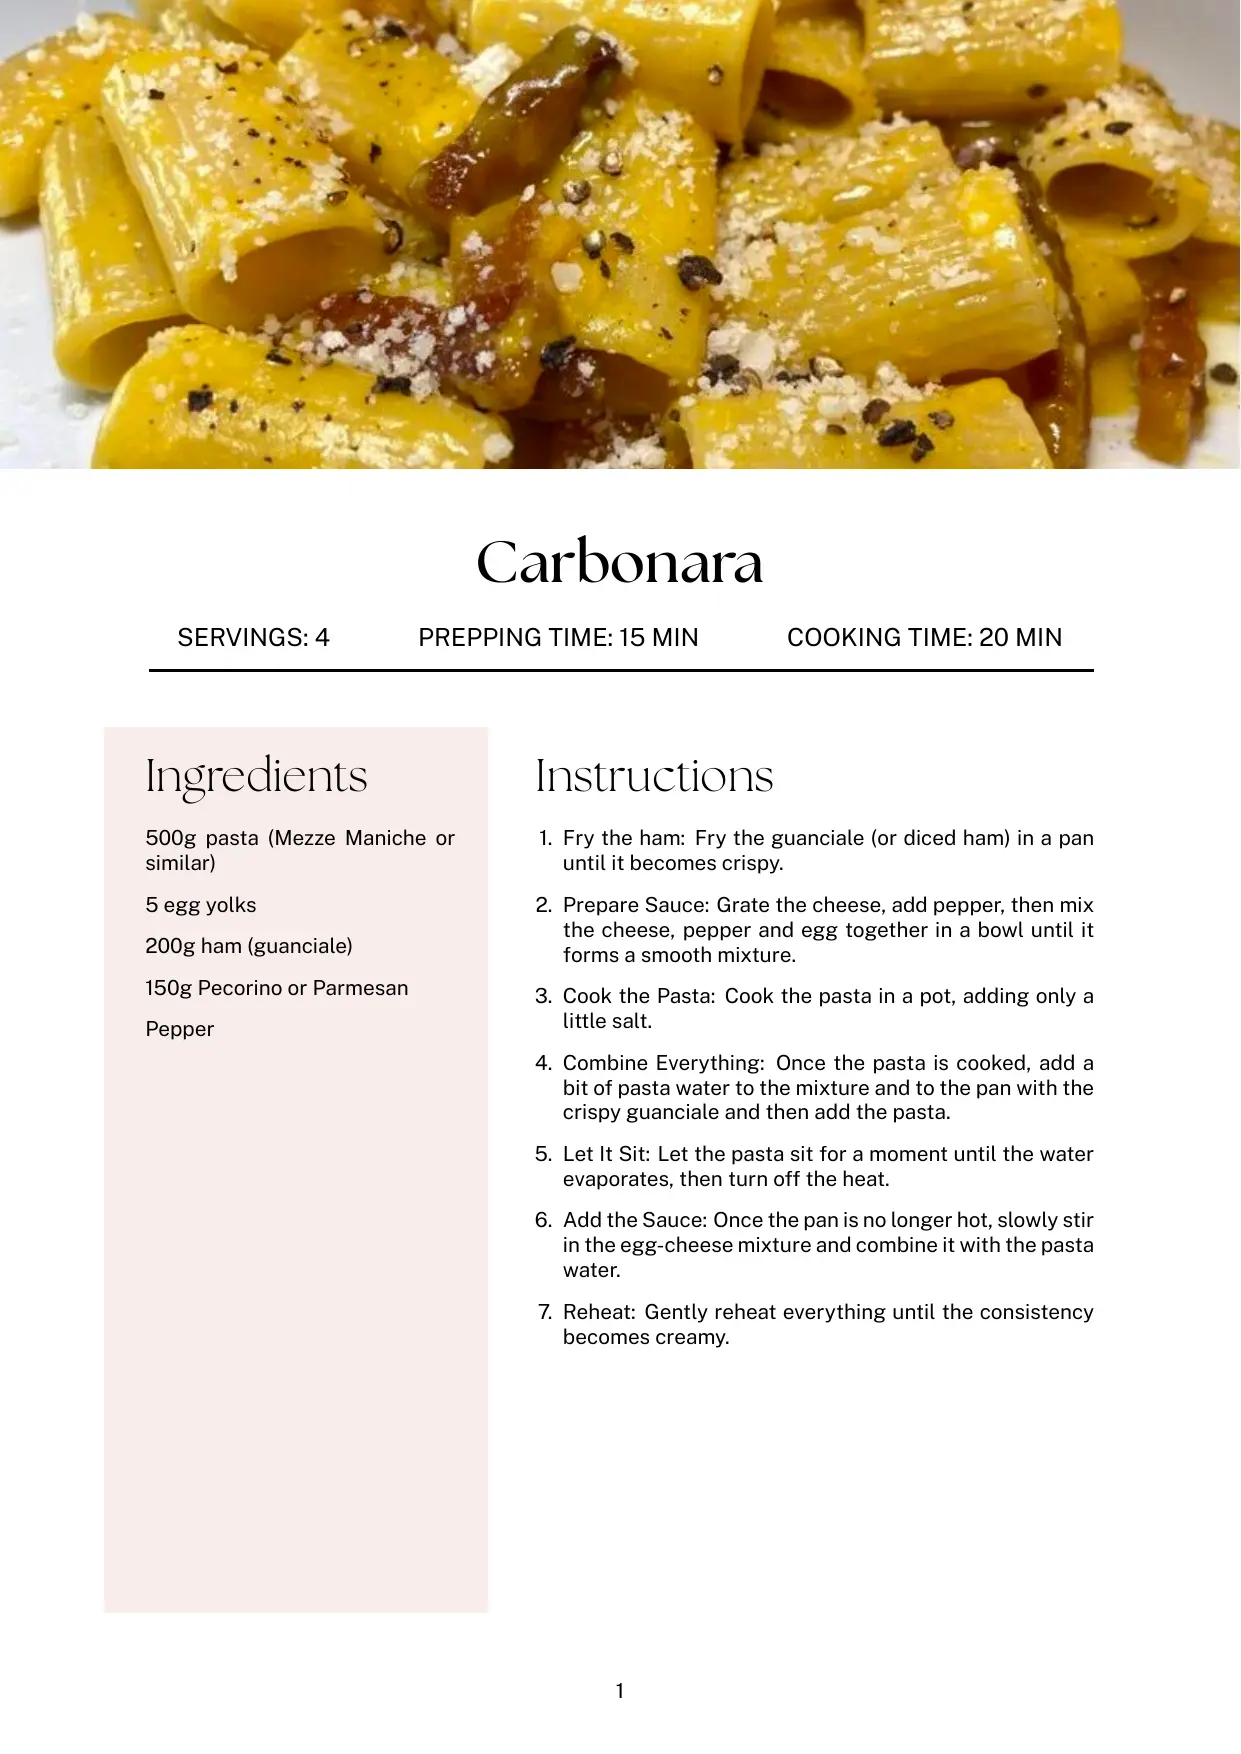 Carbonara
SERVINGS: 4 PREPPING TIME: 15 MIN COOKING TIME: 20 MIN
Ingredients
500g pasta (Mezze Maniche or
similar)
5 egg yolks
200g ham (guanciale)
150g Pecorino or Parmesan
Pepper
Instructions
1. Fry the ham: Fry the guanciale (or diced ham) in a pan
until it becomes crispy.
2. Prepare Sauce: Grate the cheese, add pepper, then mix
the cheese, pepper and egg together in a bowl until it
forms a smooth mixture.
3. Cook the Pasta: Cook the pasta in a pot, adding only a
little salt.
4. Combine Everything: Once the pasta is cooked, add a
bit of pasta water to the mixture and to the pan with the
crispy guanciale and then add the pasta.
5. Let It Sit: Let the pasta sit for a moment until the water
evaporates, then turn off the heat.
6. Add the Sauce: Once the pan is no longer hot, slowly stir
in the egg-cheese mixture and combine it with the pasta
water.
7. Reheat: Gently reheat everything until the consistency
becomes creamy.
1